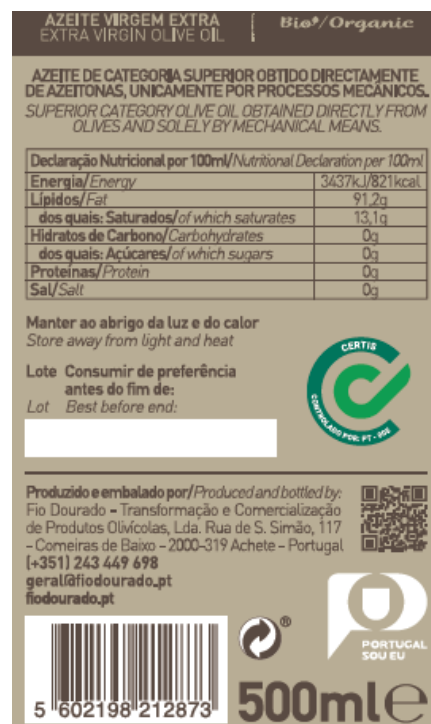 AZEITE VIRGEM EXTRA
EXTRA VIRGIN OLIVE OIL
Bio/Organic
AZEITE DE CATEGORIA SUPERIOR OBTIDO DIRECTAMENTE
DE AZEITONAS, UNICAMENTE POR PROCESSOS MECÂNICOS.
SUPERIOR CATEGORY OLIVE OIL OBTAINED DIRECTLY FROM
OLIVES AND SOLELY BY MECHANICAL MEANS.
Declaração Nutricional por 100ml/Nutritional Declaration per 100ml
Energia/Energy 3437kJ/821kcal
Lípidos/Fat 91,2g
dos quais: Saturados/of which saturates 13,1g
Hidratos de Carbono/Carbohydrates 0g
dos quais: Açúcares/of which sugars 0g
Proteínas/Protein 0g
Sal/Salt 0g
Manter ao abrigo da luz e do calor
Store away from light and heat
Lote Consumir de preferência
antes do fim de:
Lot Best before end:
CERTIS
CONTROLADO POR: PT - BIO
Produzido e embalado por/Produced and bottled by:
Fio Dourado - Transformação e Comercialização
de Produtos Olivícolas, Lda. Rua de S. Simão, 117
- Comeiras de Baixo - 2000-319 Achete - Portugal
(+351) 243 449 698
geral@fiodourado.pt
fiodourado.pt
PORTUGAL
SOU EU
5 602198 212873
®
500ml e